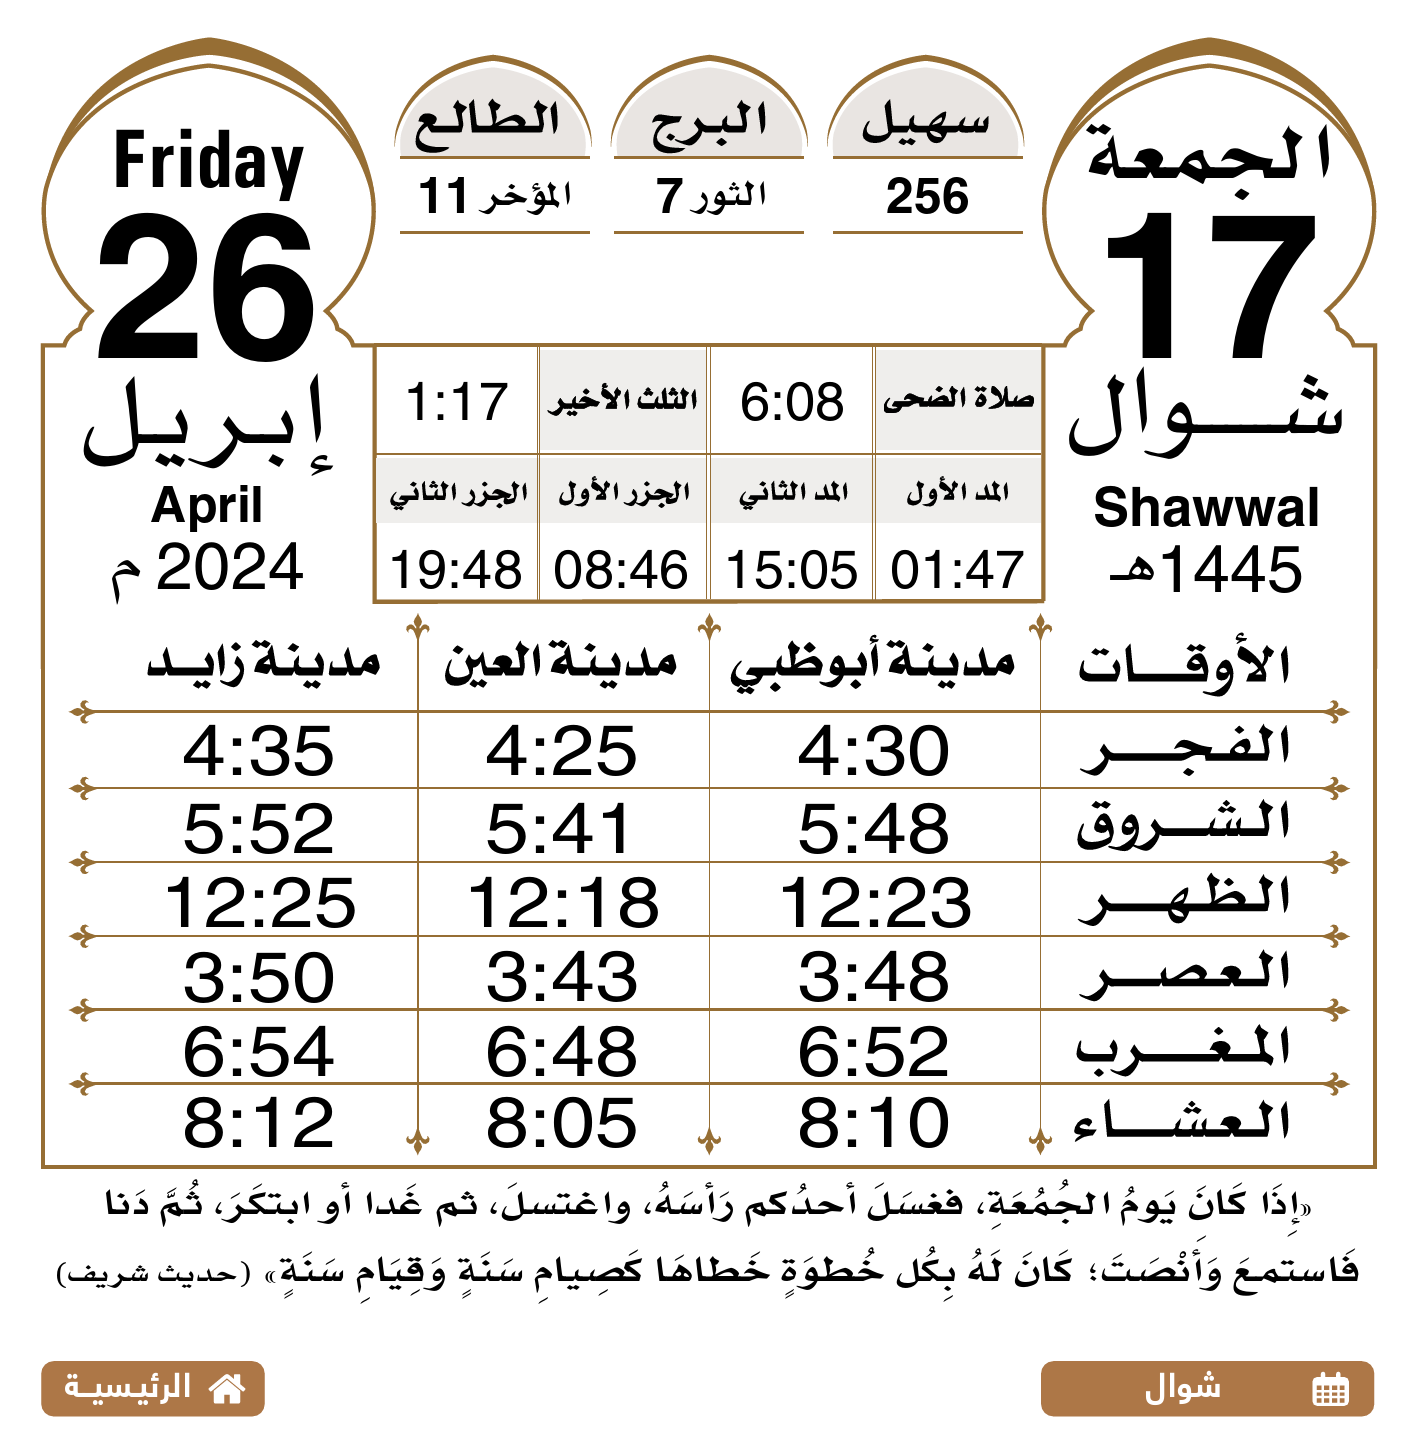 الجمعة
17
شوال
Shawwal
1445هـ
سهيل
256
البرج
الثور 7
الطالع
المؤخر 11
Friday
26
إبريل
April
2024 م
صلاة الضحى 6:08 الثلث الأخير 1:17
المد الأول المد الثاني الجزر الأول الجزر الثاني
01:47 15:05 08:46 19:48
الأوقات مدينة أبوظبي مدينة العين مدينة زايد
الفجر 4:30 4:25 4:35
الشروق 5:48 5:41 5:52
الظهر 12:23 12:18 12:25
العصر 3:48 3:43 3:50
المغرب 6:52 6:48 6:54
العشاء 8:10 8:05 8:12
«إِذَا كَانَ يَومُ الجُمُعَةِ، فغسَلَ أحدُكم رَأسَهُ، واغتسلَ، ثم غَدا أو ابتكَرَ، ثُمَّ دَنا
فَاستمعَ وَأنْصَتَ؛ كَانَ لَهُ بِكُل خُطوَةٍ خَطاهَا كَصِيامِ سَنَةٍ وَقِيَامِ سَنَةٍ» (حديث شريف)
شوال
الرئيسية